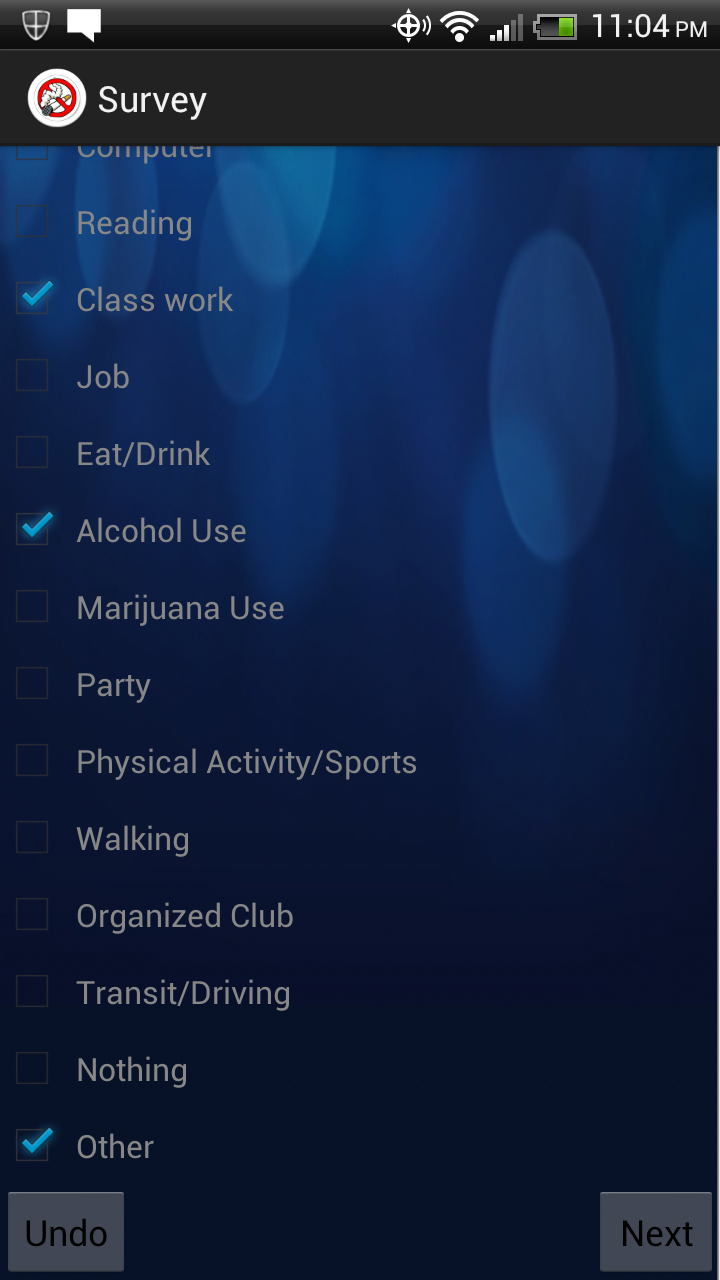 11:04 PM
Survey
Computer
Reading
Class work
Job
Eat/Drink
Alcohol Use
Marijuana Use
Party
Physical Activity/Sports
Walking
Organized Club
Transit/Driving
Nothing
Other
Undo
Next